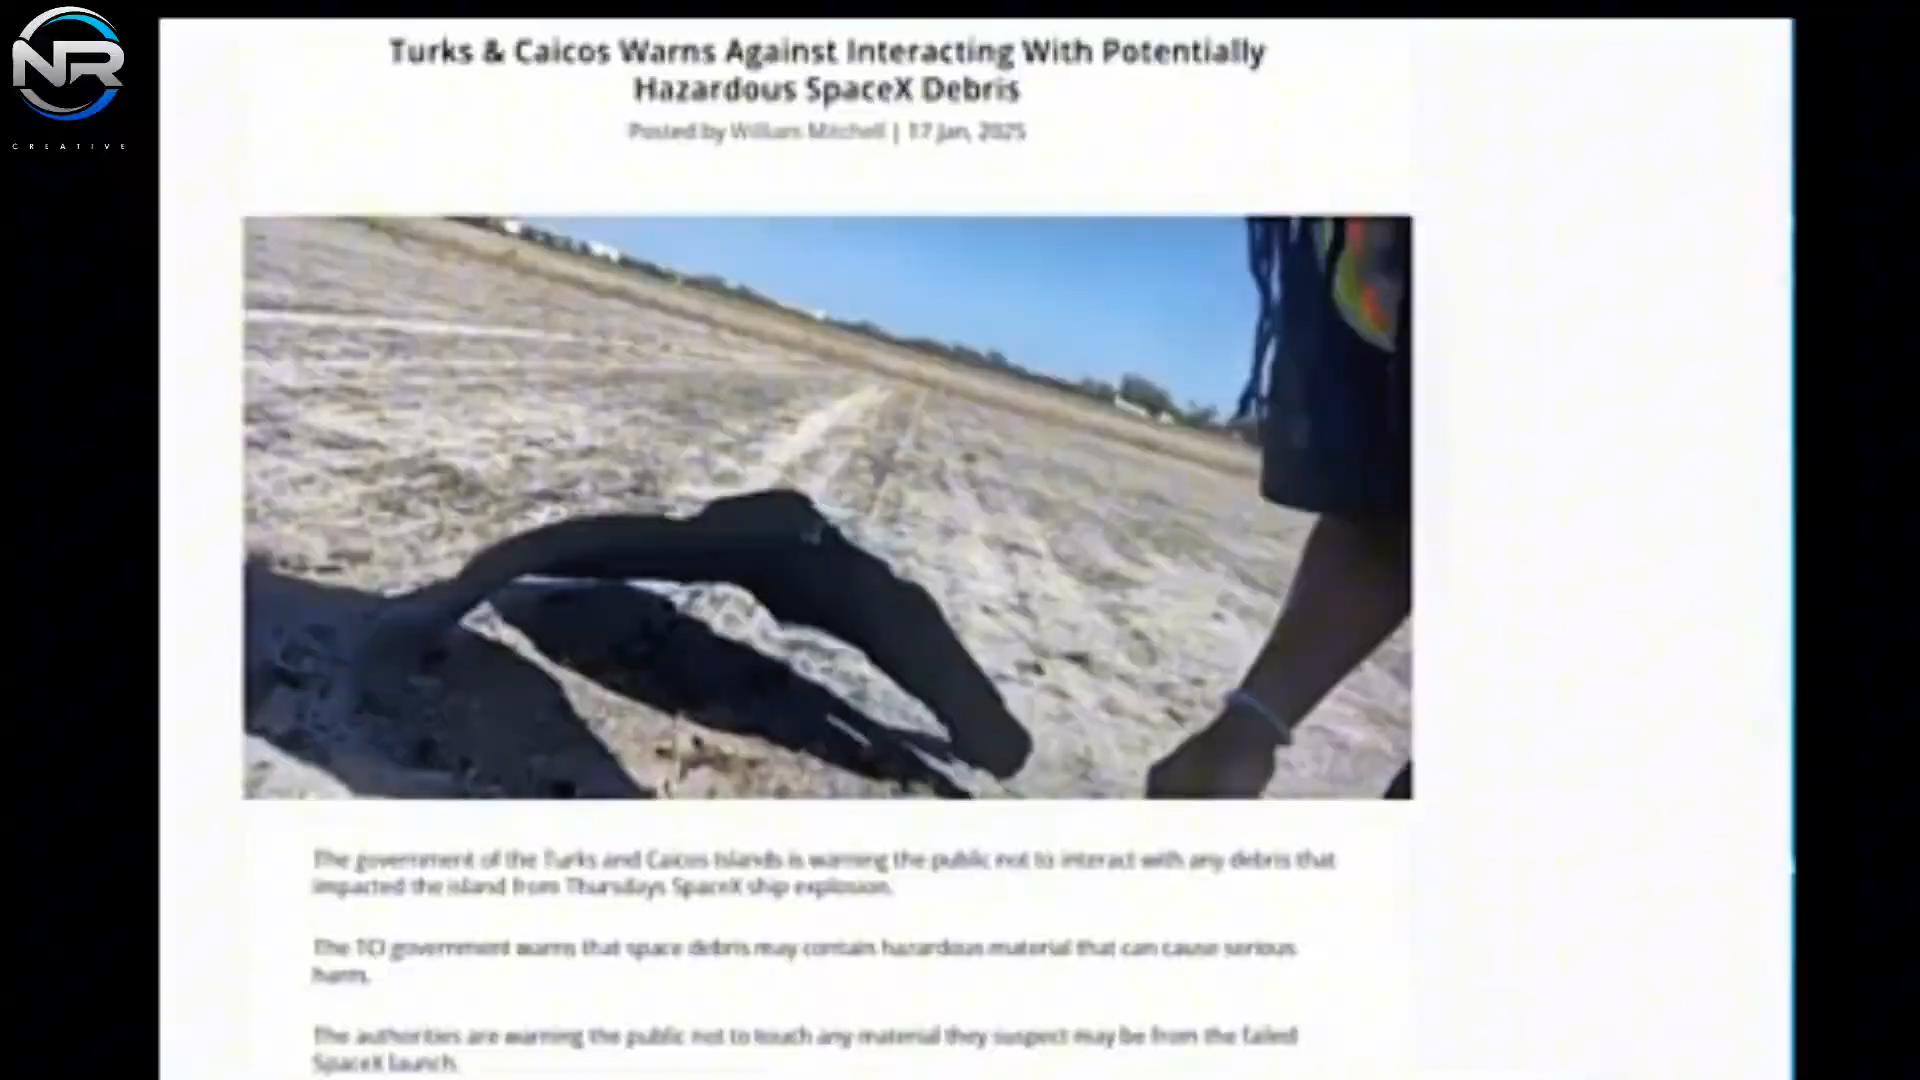 NR
CREATIVE
Turks & Caicos Warns Against Interacting With Potentially
Hazardous SpaceX Debris
Posted by William Mitchell | 17 Jan, 2025
The government of the Turks and Caicos Islands is warning the public not to interact with any debris that
impacted the island from Thursdays SpaceX ship explosion.
The TCI government warns that space debris may contain hazardous material that can cause serious
harm.
The authorities are warning the public not to touch any material they suspect may be from the failed
SpaceX launch.